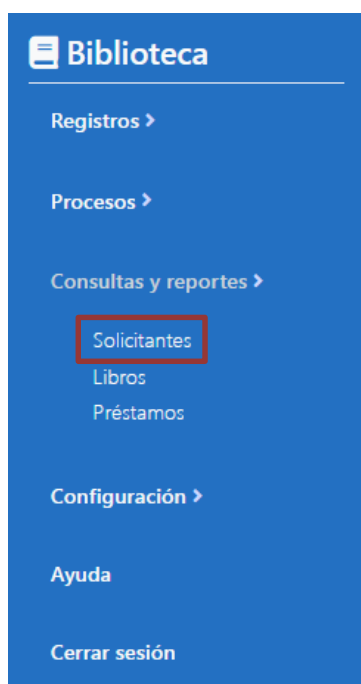 Biblioteca
Registros >
Procesos >
Consultas y reportes >
Solicitantes
Libros
Préstamos
Configuración >
Ayuda
Cerrar sesión